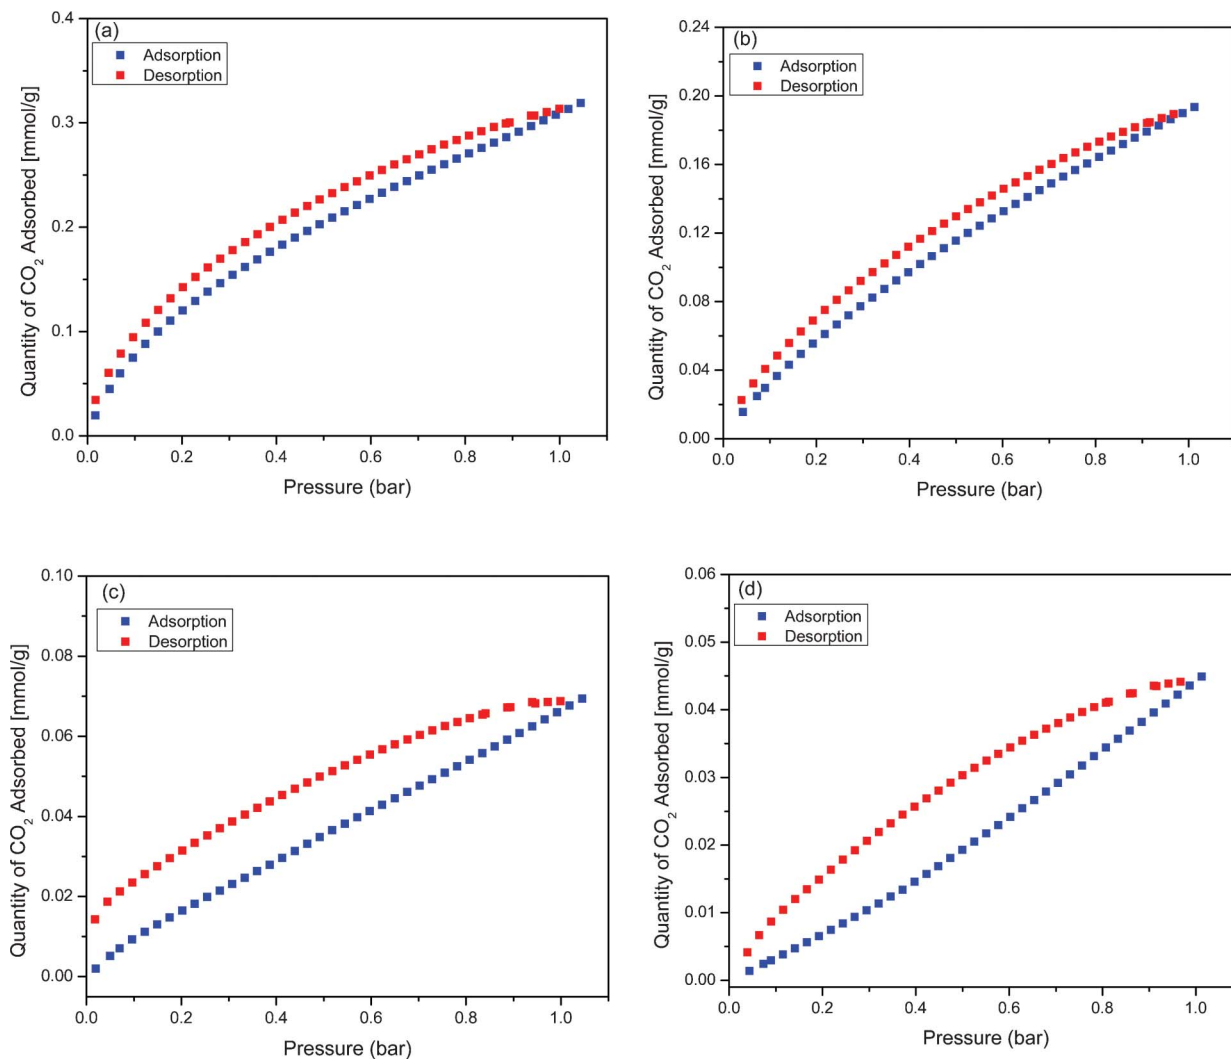 (a)
Adsorption
Desorption
Quantity of CO₂ Adsorbed [mmol/g]
0.4
0.3
0.2
0.1
0.0
0.0 0.2 0.4 0.6 0.8 1.0
Pressure (bar)
(b)
Adsorption
Desorption
Quantity of CO₂ Adsorbed [mmol/g]
0.24
0.20
0.16
0.12
0.08
0.04
0.00
0.0 0.2 0.4 0.6 0.8 1.0
Pressure (bar)
(c)
Adsorption
Desorption
Quantity of CO₂ Adsorbed [mmol/g]
0.10
0.08
0.06
0.04
0.02
0.00
0.0 0.2 0.4 0.6 0.8 1.0
Pressure (bar)
(d)
Adsorption
Desorption
Quantity of CO₂ Adsorbed [mmol/g]
0.06
0.05
0.04
0.03
0.02
0.01
0.00
0.0 0.2 0.4 0.6 0.8 1.0
Pressure (bar)